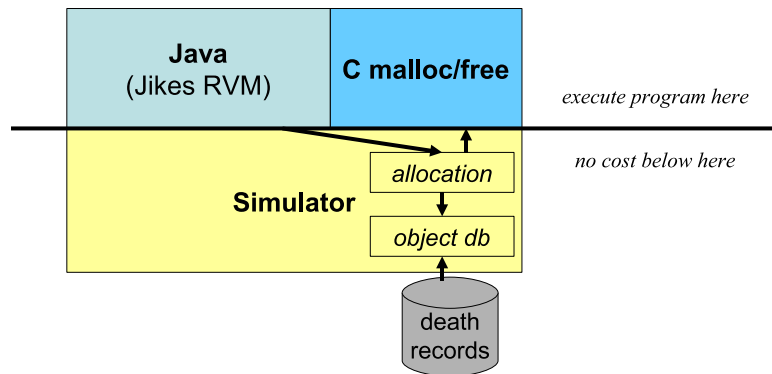 Java
(Jikes RVM)
C malloc/free
execute program here
no cost below here
allocation
Simulator
object db
death
records